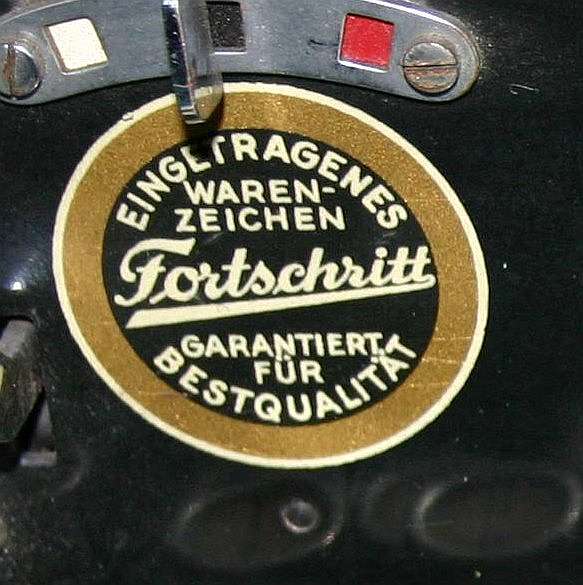 EINGETRAGENES
WAREN-
ZEICHEN
Fortschritt
GARANTIERT
FÜR
BESTQUALITÄT